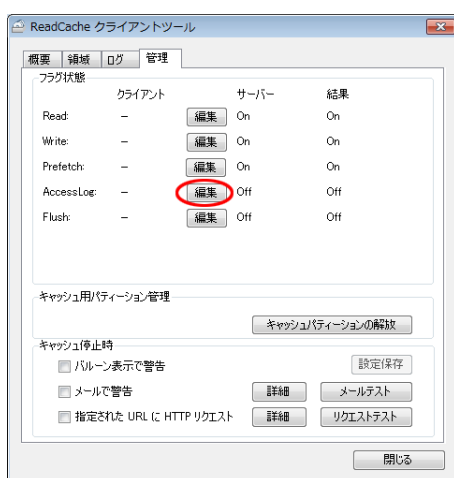 ReadCache クライアントツール
概要 領域 ログ 管理
フラグ状態
クライアント サーバー 結果
Read: － 編集 On On
Write: － 編集 On On
Prefetch: － 編集 On On
AccessLog: － 編集 Off Off
Flush: － 編集 Off Off
キャッシュ用パティーション管理
キャッシュパティーションの解放
キャッシュ停止時
バルーン表示で警告 設定保存
メールで警告 詳細 メールテスト
指定された URL に HTTP リクエスト 詳細 リクエストテスト
閉じる